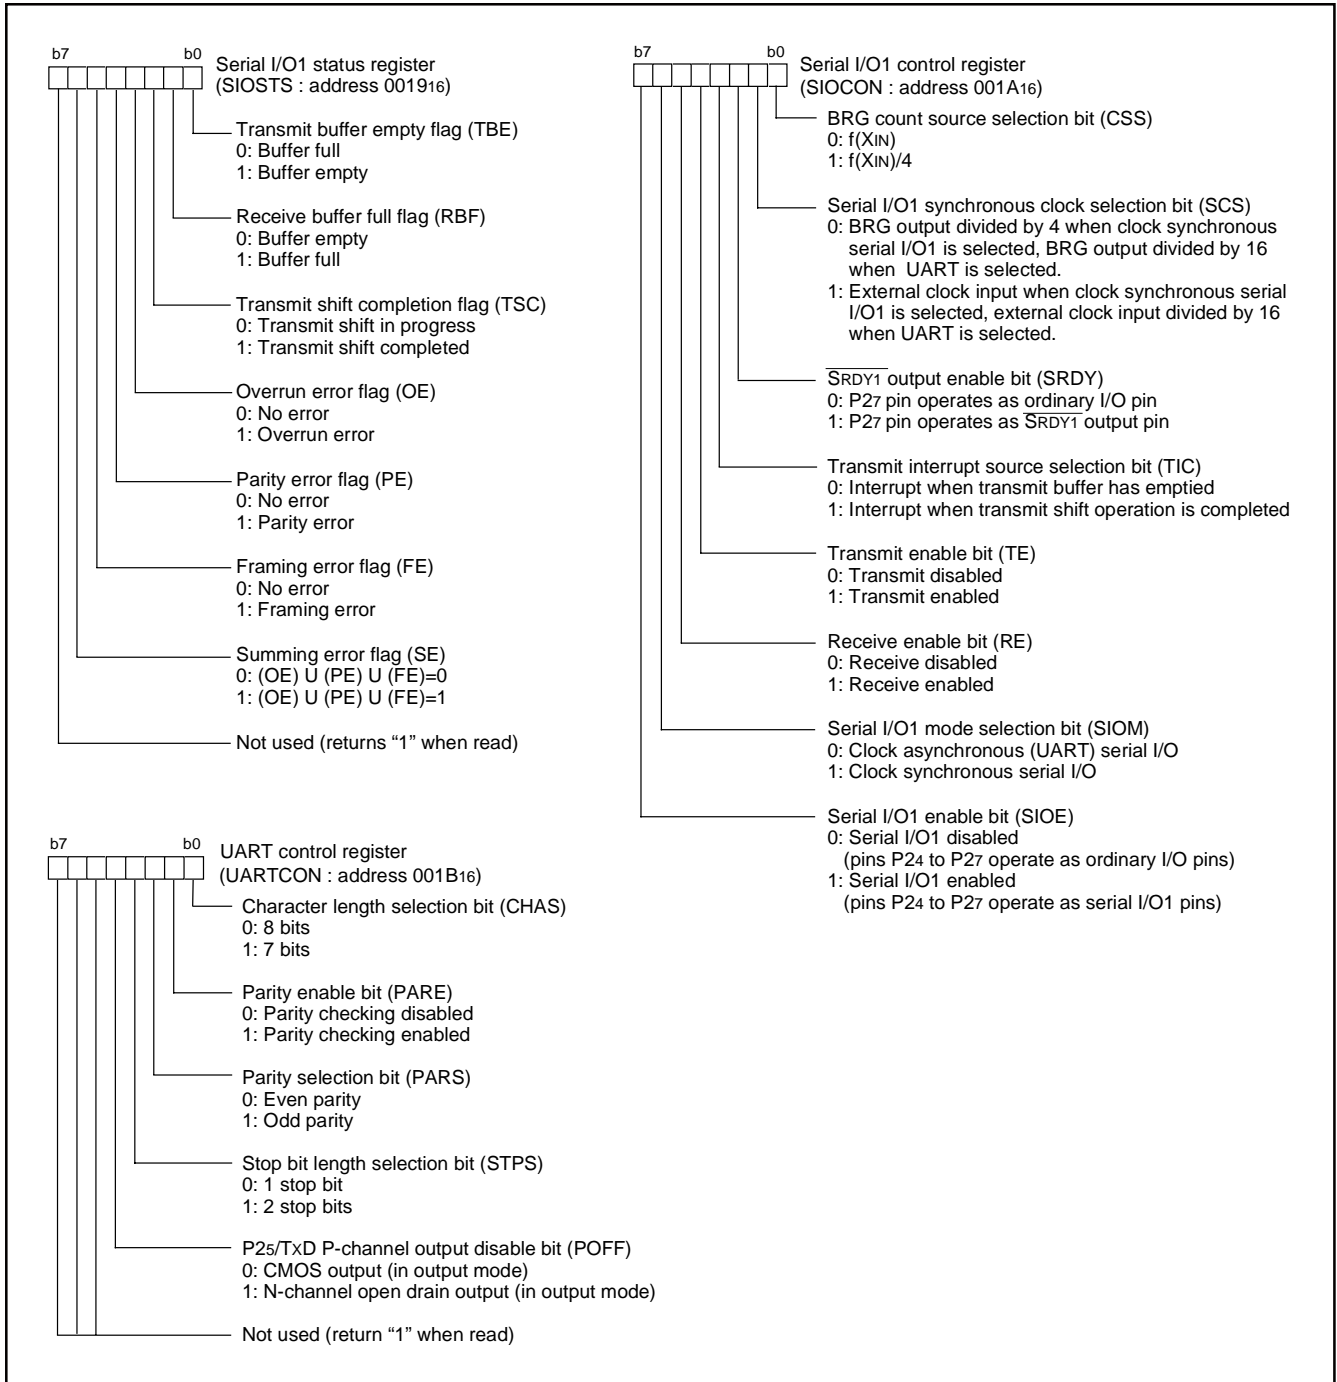 b7 b0
Serial I/O1 status register
(SIOSTS : address 001916)
Transmit buffer empty flag (TBE)
0: Buffer full
1: Buffer empty
Receive buffer full flag (RBF)
0: Buffer empty
1: Buffer full
Transmit shift completion flag (TSC)
0: Transmit shift in progress
1: Transmit shift completed
Overrun error flag (OE)
0: No error
1: Overrun error
Parity error flag (PE)
0: No error
1: Parity error
Framing error flag (FE)
0: No error
1: Framing error
Summing error flag (SE)
0: (OE) U (PE) U (FE)=0
1: (OE) U (PE) U (FE)=1
Not used (returns “1” when read)
b7 b0
UART control register
(UARTCON : address 001B16)
Character length selection bit (CHAS)
0: 8 bits
1: 7 bits
Parity enable bit (PARE)
0: Parity checking disabled
1: Parity checking enabled
Parity selection bit (PARS)
0: Even parity
1: Odd parity
Stop bit length selection bit (STPS)
0: 1 stop bit
1: 2 stop bits
P25/TXD P-channel output disable bit (POFF)
0: CMOS output (in output mode)
1: N-channel open drain output (in output mode)
Not used (return “1” when read)
b7 b0
Serial I/O1 control register
(SIOCON : address 001A16)
BRG count source selection bit (CSS)
0: f(XIN)
1: f(XIN)/4
Serial I/O1 synchronous clock selection bit (SCS)
0: BRG output divided by 4 when clock synchronous
serial I/O1 is selected, BRG output divided by 16
when UART is selected.
1: External clock input when clock synchronous serial
I/O1 is selected, external clock input divided by 16
when UART is selected.
SRDY1 output enable bit (SRDY)
0: P27 pin operates as ordinary I/O pin
1: P27 pin operates as SRDY1 output pin
Transmit interrupt source selection bit (TIC)
0: Interrupt when transmit buffer has emptied
1: Interrupt when transmit shift operation is completed
Transmit enable bit (TE)
0: Transmit disabled
1: Transmit enabled
Receive enable bit (RE)
0: Receive disabled
1: Receive enabled
Serial I/O1 mode selection bit (SIOM)
0: Clock asynchronous (UART) serial I/O
1: Clock synchronous serial I/O
Serial I/O1 enable bit (SIOE)
0: Serial I/O1 disabled
(pins P24 to P27 operate as ordinary I/O pins)
1: Serial I/O1 enabled
(pins P24 to P27 operate as serial I/O1 pins)